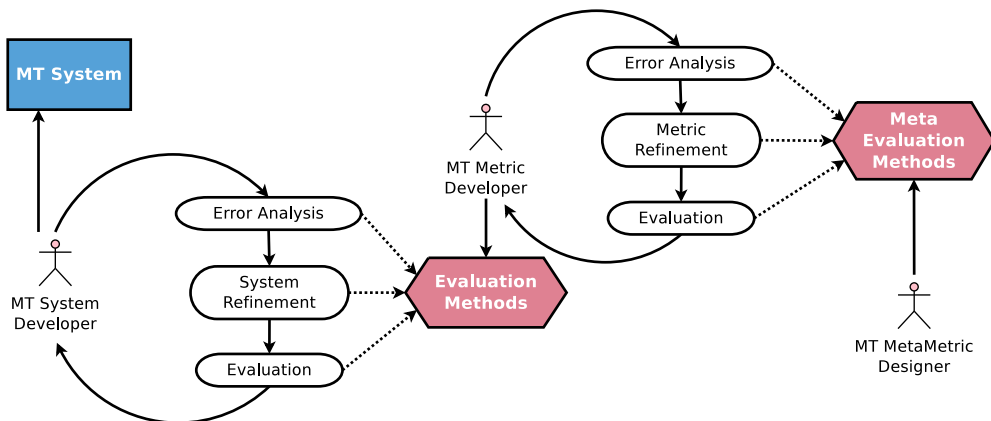 MT System
Error Analysis
System
Refinement
Evaluation
MT System
Developer
Evaluation
Methods
MT Metric
Developer
Error Analysis
Metric
Refinement
Evaluation
Meta
Evaluation
Methods
MT MetaMetric
Designer